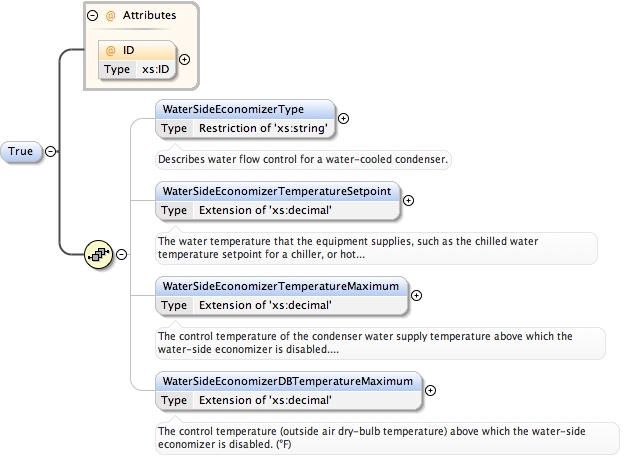 @ Attributes
@ ID
Type xs:ID
True
WaterSideEconomizerType
Type Restriction of 'xs:string'
Describes water flow control for a water-cooled condenser.
WaterSideEconomizerTemperatureSetpoint
Type Extension of 'xs:decimal'
The water temperature that the equipment supplies, such as the chilled water
temperature setpoint for a chiller, or hot...
WaterSideEconomizerTemperatureMaximum
Type Extension of 'xs:decimal'
The control temperature of the condenser water supply temperature above which the
water-side economizer is disabled....
WaterSideEconomizerDBTemperatureMaximum
Type Extension of 'xs:decimal'
The control temperature (outside air dry-bulb temperature) above which the water-side
economizer is disabled. (°F)